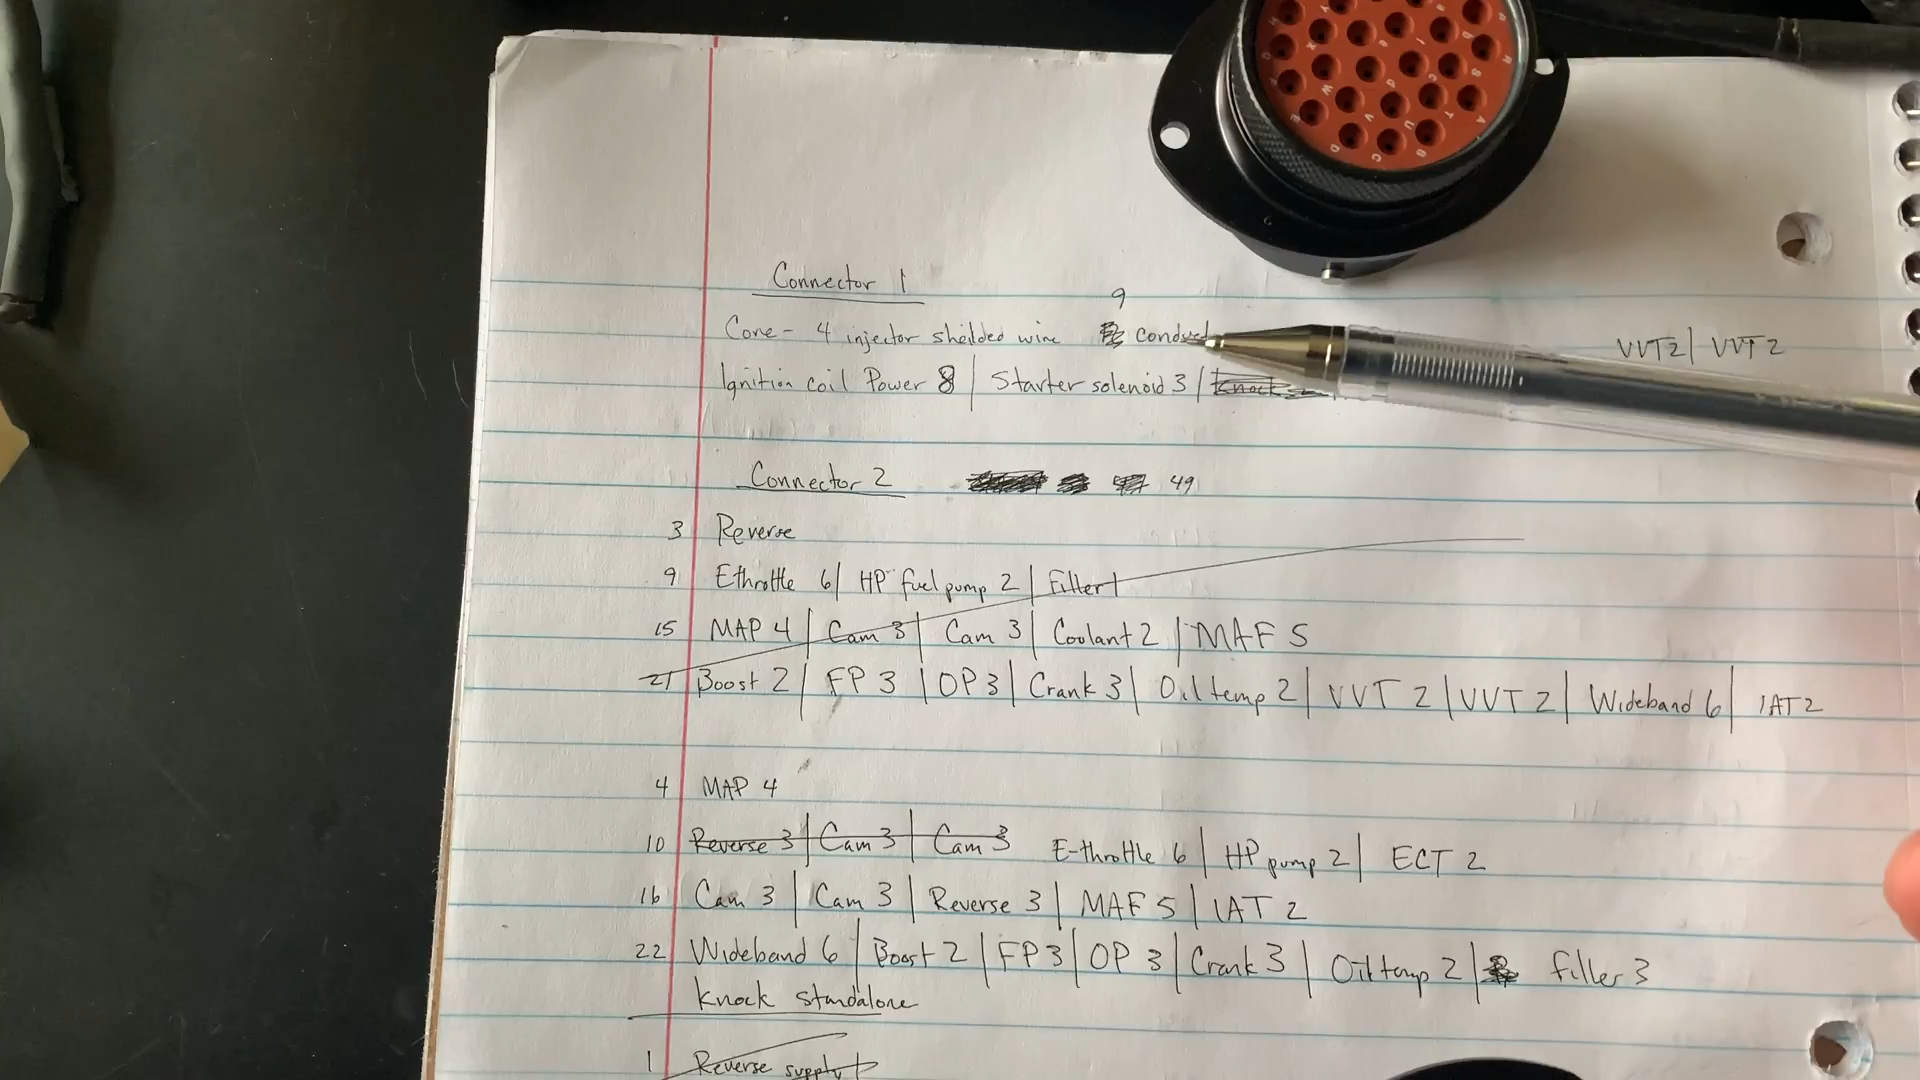 Connector 1
9
Core - 4 injector sheilded wire conduct
VVT2 | VVT 2
Ignition coil Power 8 | Starter solenoid 3 | Knock
Connector 2 49
3 Reverse
9 Ethrottle 6 | HP fuel pump 2 | Filler 1
15 MAP 4 | Cam 3 | Cam 3 | Coolant 2 | MAF 5
21 Boost 2 | FP 3 | OP 3 | Crank 3 | Oil temp 2 | VVT 2 | VVT 2 | Wideband 6 | IAT 2
4 MAP 4
10 Reverse 3 | Cam 3 | Cam 3 E-throttle 6 | HP pump 2 | ECT 2
16 Cam 3 | Cam 3 | Reverse 3 | MAF 5 | IAT 2
22 Wideband 6 | Boost 2 | FP 3 | OP 3 | Crank 3 | Oil temp 2 | filler 3
Knock standalone
1 Reverse supply